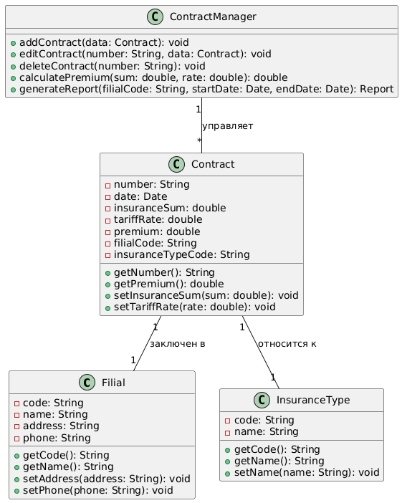 C ContractManager
addContract(data: Contract): void
editContract(number: String, data: Contract): void
deleteContract(number: String): void
calculatePremium(sum: double, rate: double): double
generateReport(filialCode: String, startDate: Date, endDate: Date): Report
1
управляет
*
C Contract
number: String
date: Date
insuranceSum: double
tariffRate: double
premium: double
filialCode: String
insuranceTypeCode: String
getNumber(): String
getPremium(): double
setInsuranceSum(sum: double): void
setTariffRate(rate: double): void
1
1
заключен в
относится к
1
1
C Filial
code: String
name: String
address: String
phone: String
getCode(): String
getName(): String
setAddress(address: String): void
setPhone(phone: String): void
C InsuranceType
code: String
name: String
getCode(): String
getName(): String
setName(name: String): void